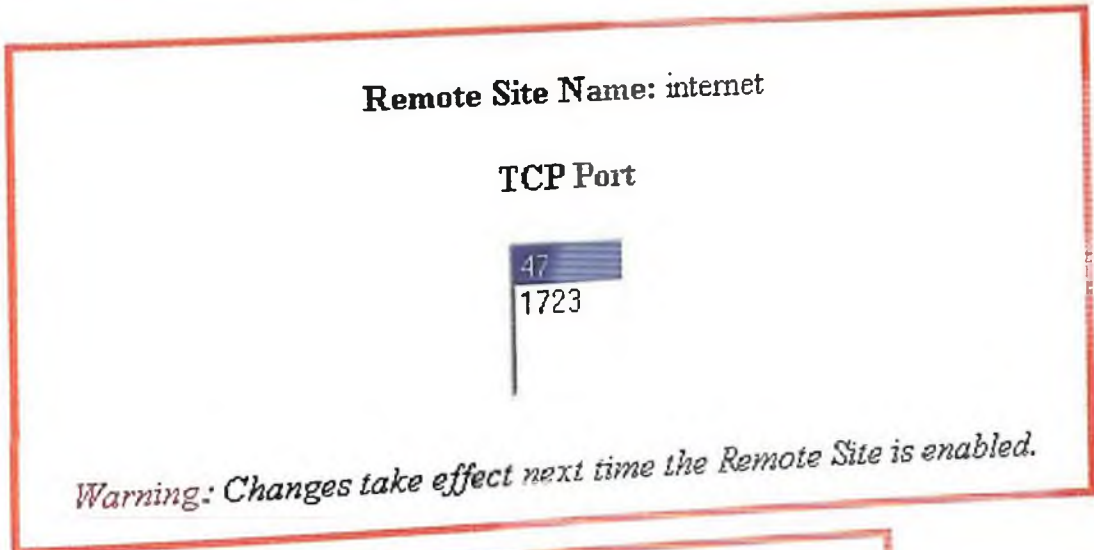 Remote Site Name: internet
TCP Port
47
1723
Warning: Changes take effect next time the Remote Site is enabled.